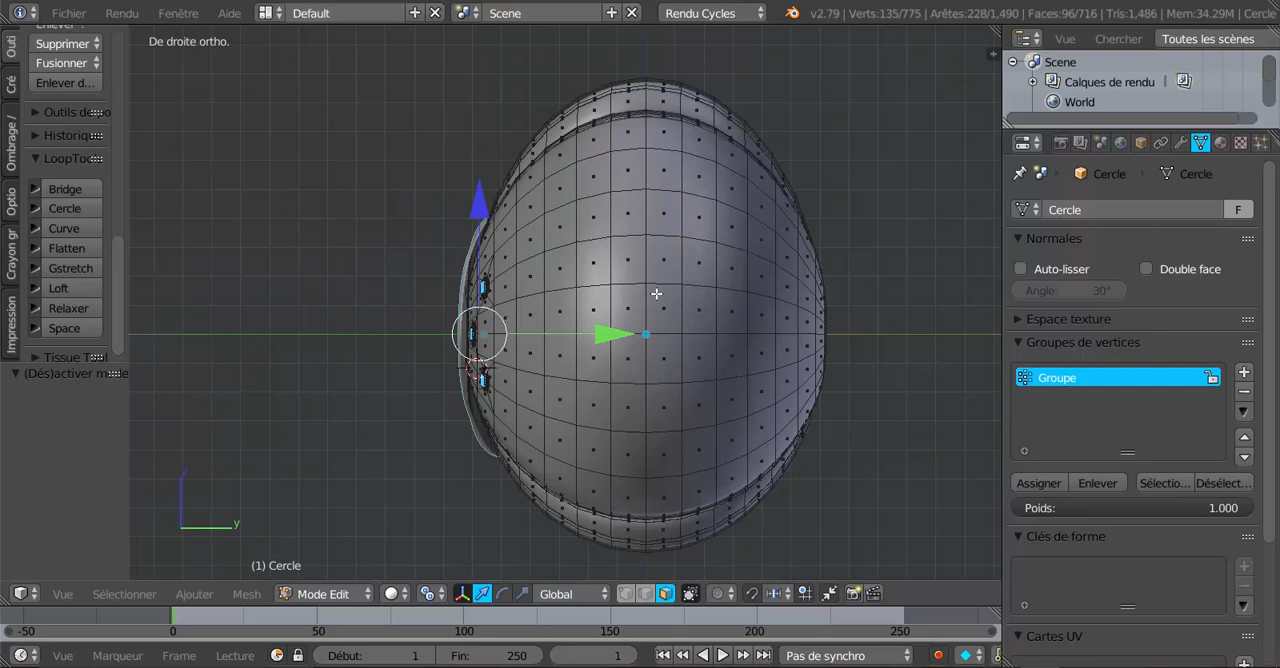 Fichier Rendu Fenêtre Aide Default Scene Rendu Cycles v2.79 | Verts:135/775 | Arêtes:228/1,490 | Faces:96/716 | Tris:1,486 | Mem:34.29M | Cercle
De droite ortho.
Supprimer
Fusionner
Enlever d...
Outils de
Historiq
LoopToo
Bridge
Cercle
Curve
Flatten
Gstretch
Loft
Relaxer
Space
Tissue T
(Dés)activer m
Outi
Cré
Ombrage /
Optio
Crayon gr
Impression
z
y
(1) Cercle
Vue Sélectionner Ajouter Mesh Mode Edit Global
-50 0 50 100 150 200 250
Vue Marqueur Frame Lecture Début: 1 Fin: 250 1 Pas de synchro
Vue Chercher Toutes les scènes
Scene
Calques de rendu |
World
Cercle Cercle
Cercle F
Normales
Auto-lisser Double face
Angle: 30°
Espace texture
Groupes de vertices
Groupe
Assigner Enlever Sélectio... Désélect...
Poids: 1.000
Clés de forme
Cartes UV